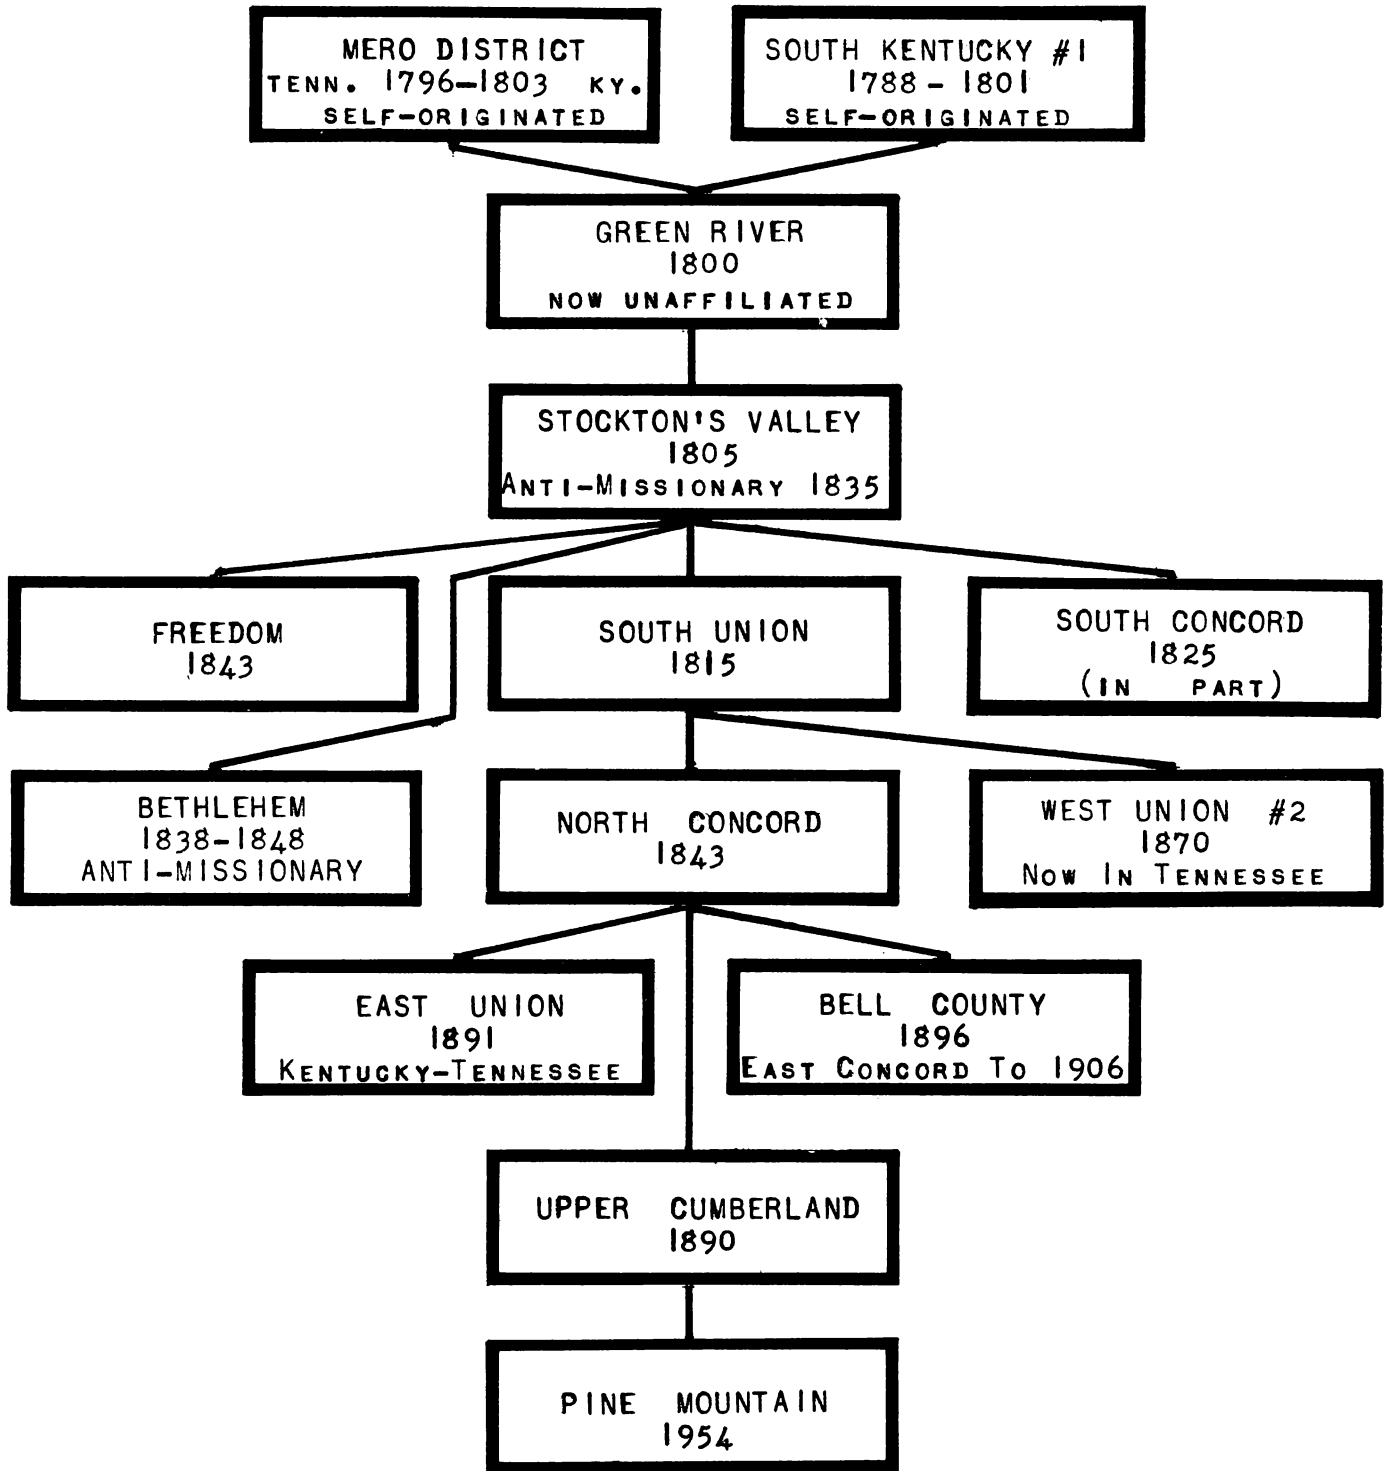 MERO DISTRICT
TENN. 1796-1803 KY.
SELF-ORIGINATED
SOUTH KENTUCKY #1
1788 - 1801
SELF-ORIGINATED
GREEN RIVER
1800
NOW UNAFFILIATED
STOCKTON'S VALLEY
1805
ANTI-MISSIONARY 1835
FREEDOM
1843
SOUTH UNION
1815
SOUTH CONCORD
1825
(IN PART)
BETHLEHEM
1838-1848
ANTI-MISSIONARY
NORTH CONCORD
1843
WEST UNION #2
1870
NOW IN TENNESSEE
EAST UNION
1891
KENTUCKY-TENNESSEE
BELL COUNTY
1896
EAST CONCORD TO 1906
UPPER CUMBERLAND
1890
PINE MOUNTAIN
1954